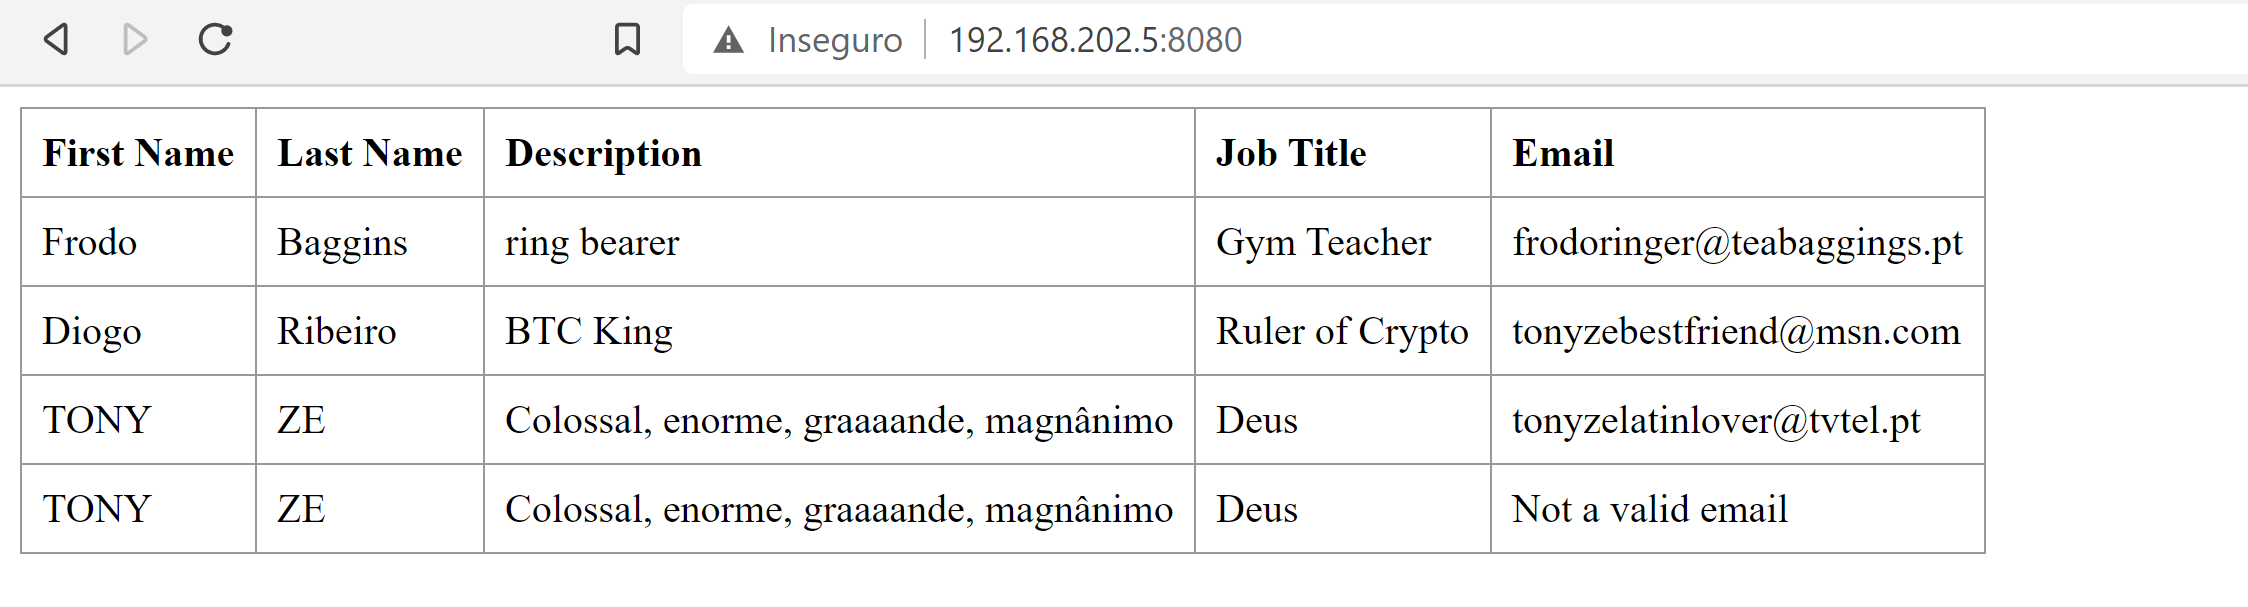 Inseguro 192.168.202.5:8080
First Name Last Name Description Job Title Email
Frodo Baggins ring bearer Gym Teacher frodoringer@teabaggings.pt
Diogo Ribeiro BTC King Ruler of Crypto tonyzebestfriend@msn.com
TONY ZE Colossal, enorme, graaaande, magnânimo Deus tonyzelatinlover@tvtel.pt
TONY ZE Colossal, enorme, graaaande, magnânimo Deus Not a valid email